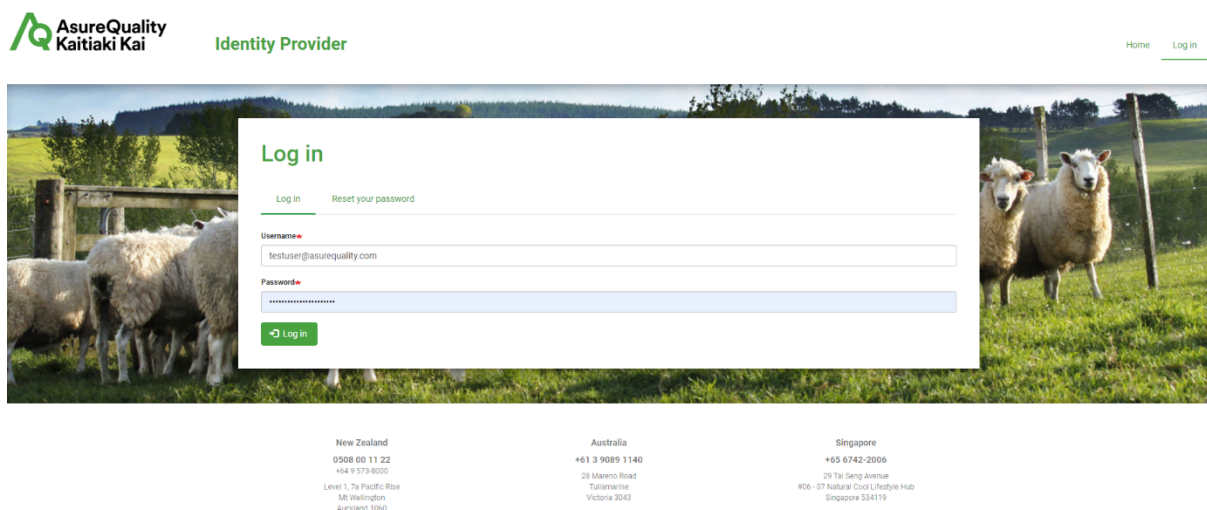 AsureQuality
Kaitiaki Kai
Identity Provider
Home
Log in
Log in
Log in
Reset your password
Username*
testuser@asurequality.com
Password*
•••••••••••••••••••••
Log in
New Zealand
0508 00 11 22
+64 9 573-8000
Level 1, 7a Pacific Rise
Mt Wellington
Auckland 1060
Australia
+61 3 9089 1140
28 Mareno Road
Tullamarine
Victoria 3043
Singapore
+65 6742-2006
29 Tai Seng Avenue
#06 - 07 Natural Cool Lifestyle Hub
Singapore 534119